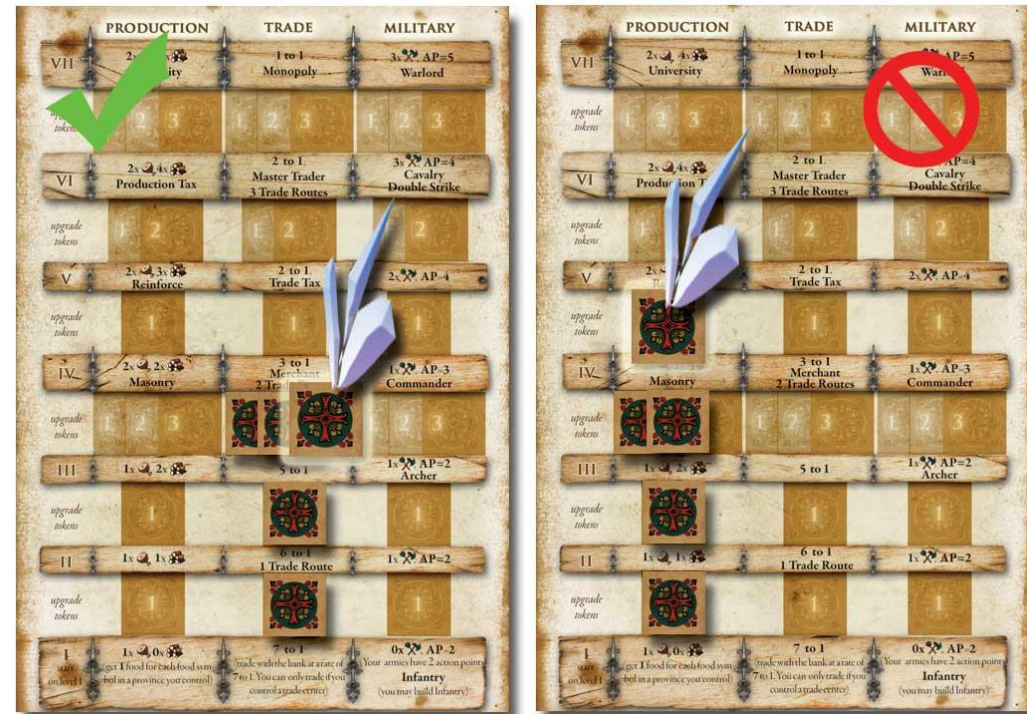 PRODUCTION TRADE MILITARY
VII
2x
1 to 1
Monopoly
3x AP=5
Warlord
2 3 2 3 1 2 3
tokens
VI
2x , 4x
Production Tax
2 to 1
Master Trader
3 Trade Routes
3x AP=4
Cavalry
Double Strike
upgrade
tokens
1 2 1 2 2
V
2x , 3x
Reinforce
2 to 1
Trade Tax
2x AP=4
upgrade
tokens
1 1 1
IV
2x , 2x
Masonry
3 to 1
Merchant
1x AP=3
Commander
upgrade
tokens
1 2 3 2 3
III
1x , 2x
5 to 1
1x AP=2
Archer
upgrade
tokens
1 1
II
1x , 1x
6 to 1
1 Trade Route
1x AP=2
upgrade
tokens
1 1
I
start
on level 1
1x , 0x
(get 1 food for each food sym-
bol in a province you control)
7 to 1
(trade with the bank at a rate of
7 to 1. You can only trade if you
control a trade center)
0x AP=2
(Your armies have 2 action points)
Infantry
(you may build Infantry)
PRODUCTION TRADE MILITARY
VII
2x , 4x
University
1 to 1
Monopoly
AP=5
upgrade
tokens
1 2 3 1 2 3
VI
2x , 4x
2 to 1
Master Trader
3 Trade Routes
AP=4
Cavalry
Double Strike
upgrade
tokens
1 1 2 2
V
2x
2 to 1
Trade Tax
2x AP=4
upgrade
tokens
1 1
IV
Masonry
3 to 1
Merchant
2 Trade Routes
1x AP=3
Commander
upgrade
tokens
3 1 2 3 1 2 3
III
1x , 2x
5 to 1
1x AP=2
Archer
upgrade
tokens
1 1
II
1x , 1x
6 to 1
1 Trade Route
1x AP=2
upgrade
tokens
1 1
I
start
on level 1
1x , 0x
(get 1 food for each food sym-
bol in a province you control)
7 to 1
(trade with the bank at a rate of
7 to 1. You can only trade if you
control a trade center)
0x AP=2
(Your armies have 2 action points)
Infantry
(you may build Infantry)